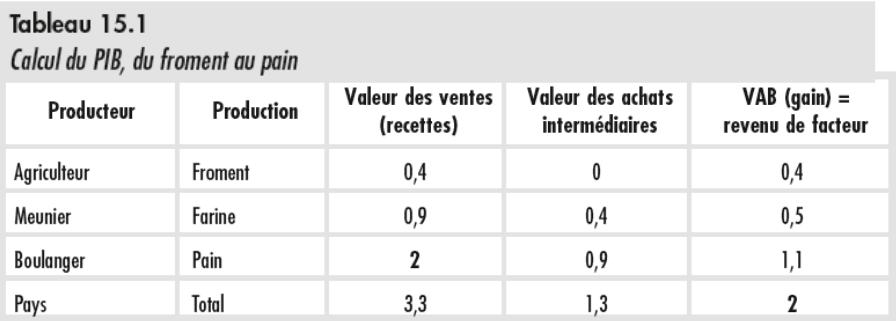 Tableau 15.1
Calcul du PIB, du froment au pain
Producteur Production Valeur des ventes (recettes) Valeur des achats intermédiaires VAB (gain) = revenu de facteur
Agriculteur Froment 0,4 0 0,4
Meunier Farine 0,9 0,4 0,5
Boulanger Pain 2 0,9 1,1
Pays Total 3,3 1,3 2